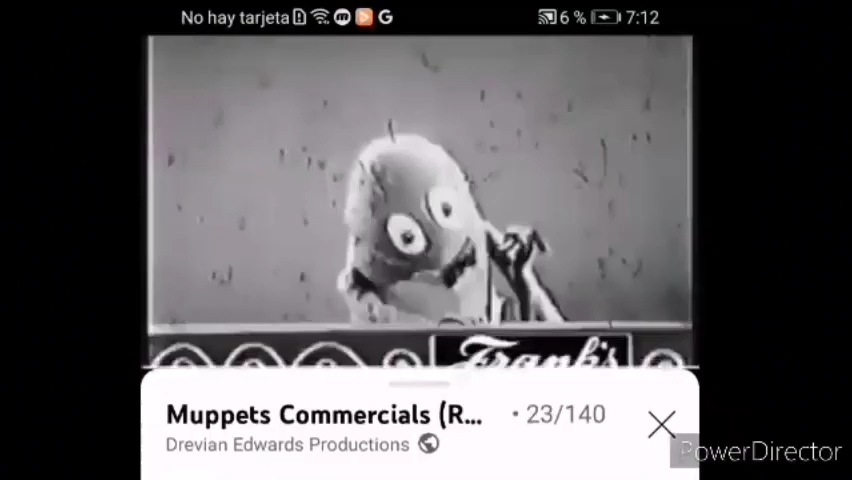 No hay tarjeta
6 %
7:12
Frank's
Muppets Commercials (R... • 23/140
Drevian Edwards Productions
PowerDirector